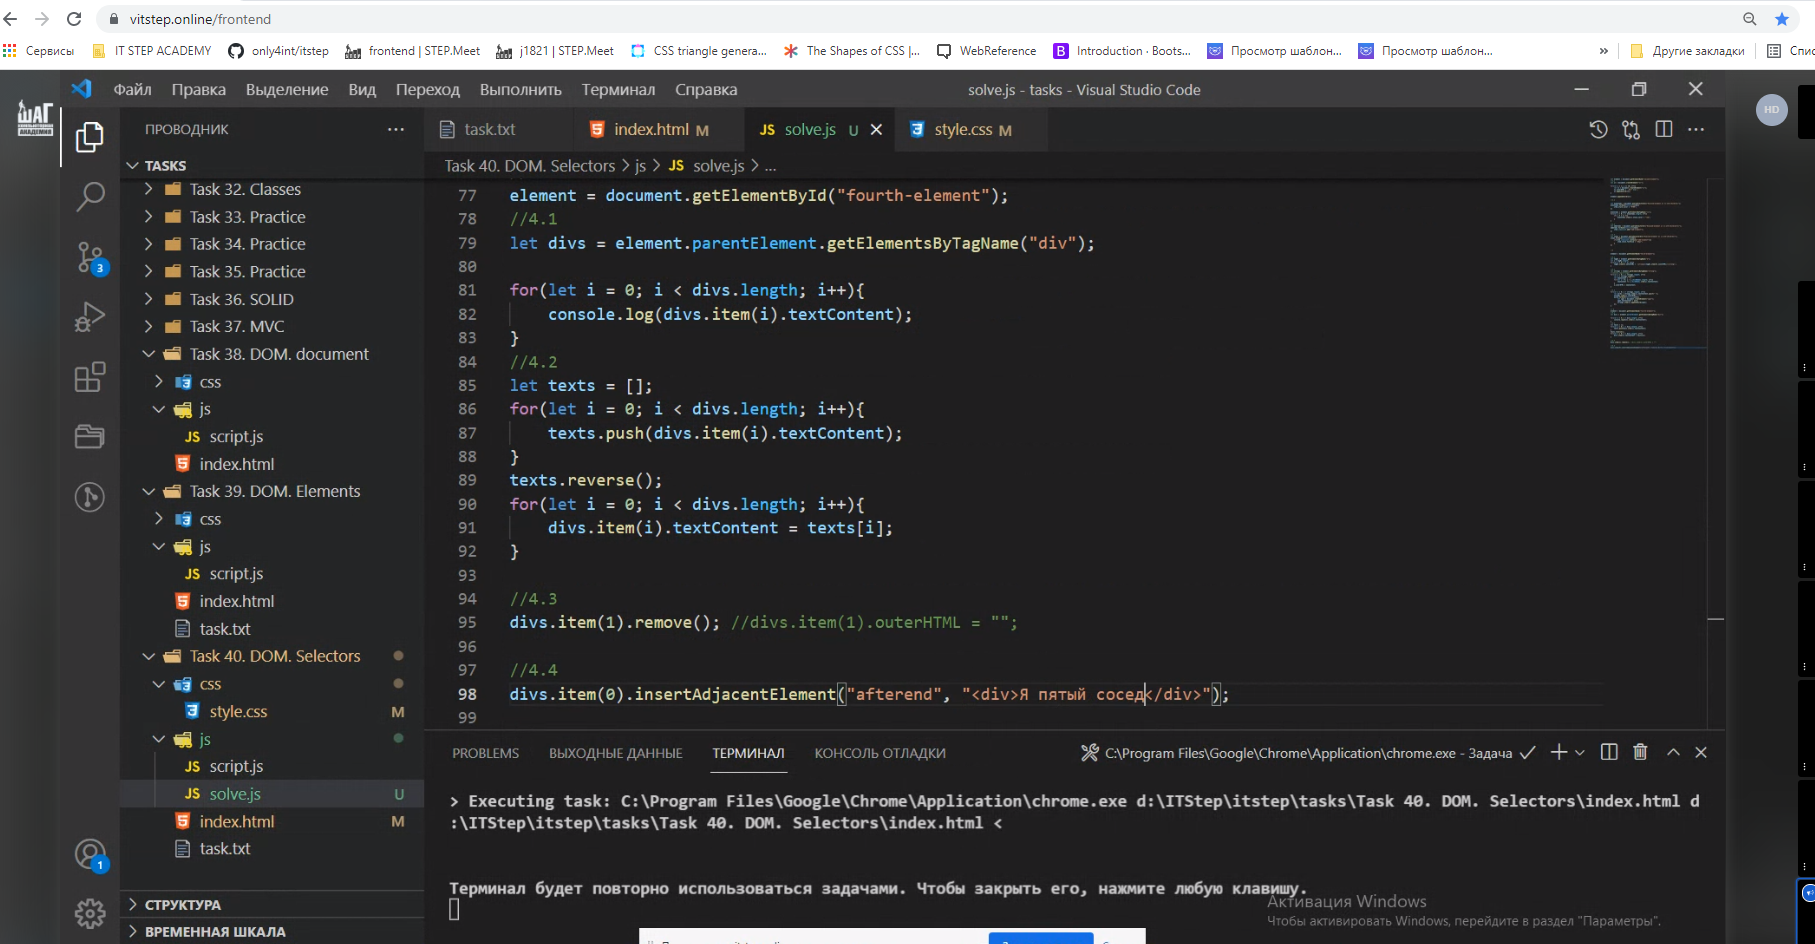 vitstep.online/frontend
Сервисы IT STEP ACADEMY only4int/itstep frontend | STEP.Meet j1821 | STEP.Meet CSS triangle genera... The Shapes of CSS |... WebReference B Introduction · Boots... Просмотр шаблон... Просмотр шаблон... » Другие закладки Спис
ШАГ
КОМПЬЮТЕРНАЯ АКАДЕМИЯ
Файл Правка Выделение Вид Переход Выполнить Терминал Справка solve.js - tasks - Visual Studio Code
HD
ПРОВОДНИК ...
task.txt index.html M JS solve.js U style.css M ...
Task 40. DOM. Selectors > js > JS solve.js > ...
TASKS
Task 32. Classes
Task 33. Practice
Task 34. Practice
Task 35. Practice
Task 36. SOLID
Task 37. MVC
Task 38. DOM. document
css
js
JS script.js
index.html
Task 39. DOM. Elements
css
js
JS script.js
index.html
task.txt
Task 40. DOM. Selectors
css
style.css M
js
JS script.js
JS solve.js U
index.html M
task.txt
СТРУКТУРА
ВРЕМЕННАЯ ШКАЛА
3
1
77 element = document.getElementById("fourth-element");
78 //4.1
79 let divs = element.parentElement.getElementsByTagName("div");
80
81 for(let i = 0; i < divs.length; i++){
82 console.log(divs.item(i).textContent);
83 }
84 //4.2
85 let texts = [];
86 for(let i = 0; i < divs.length; i++){
87 texts.push(divs.item(i).textContent);
88 }
89 texts.reverse();
90 for(let i = 0; i < divs.length; i++){
91 divs.item(i).textContent = texts[i];
92 }
93
94 //4.3
95 divs.item(1).remove(); //divs.item(1).outerHTML = "";
96
97 //4.4
98 divs.item(0).insertAdjacentElement("afterend", "<div>Я пятый сосед</div>");
99
PROBLEMS ВЫХОДНЫЕ ДАННЫЕ ТЕРМИНАЛ КОНСОЛЬ ОТЛАДКИ C:\Program Files\Google\Chrome\Application\chrome.exe - Задача
> Executing task: C:\Program Files\Google\Chrome\Application\chrome.exe d:\ITStep\itstep\tasks\Task 40. DOM. Selectors\index.html d
:\ITStep\itstep\tasks\Task 40. DOM. Selectors\index.html <
Терминал будет повторно использоваться задачами. Чтобы закрыть его, нажмите любую клавишу.
Активация Windows
Чтобы активировать Windows, перейдите в раздел "Параметры".